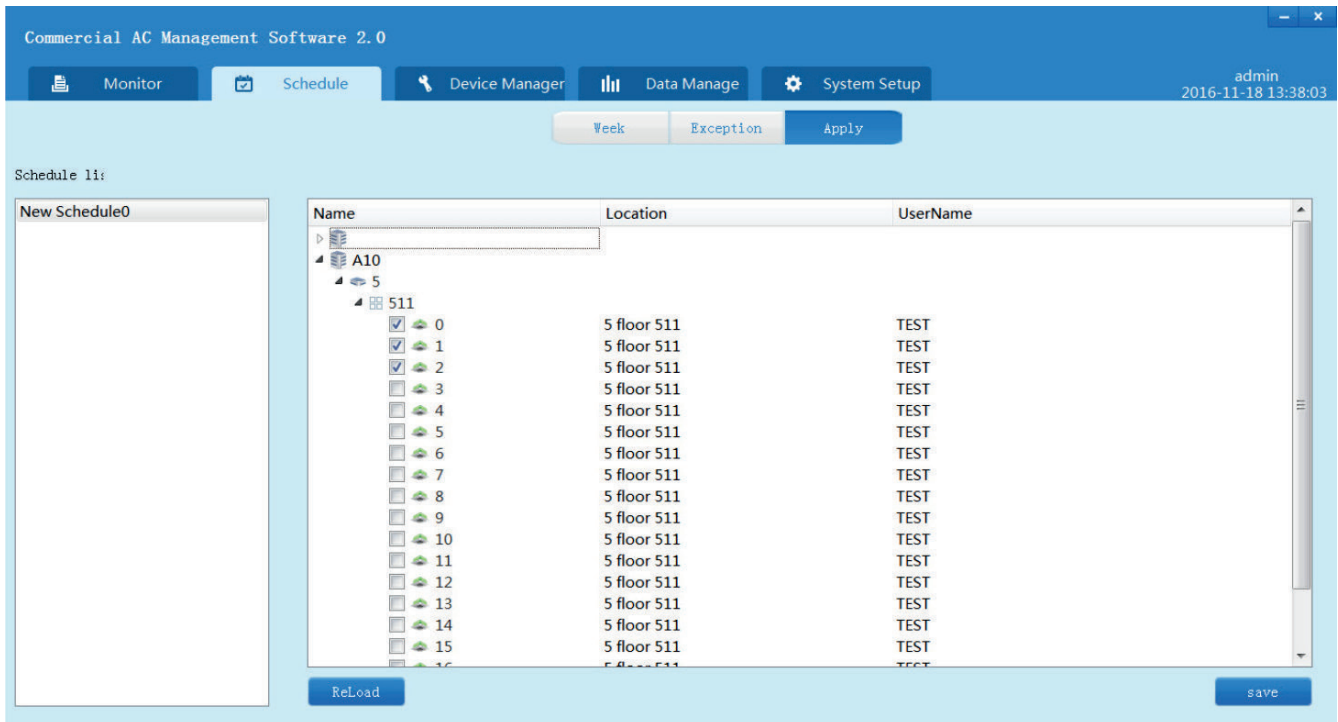 Commercial AC Management Software 2.0
Monitor Schedule Device Manager Data Manage System Setup
admin
2016-11-18 13:38:03
Week Exception Apply
Schedule li
New Schedule0
Name Location UserName
A10
5
511
0 5 floor 511 TEST
1 5 floor 511 TEST
2 5 floor 511 TEST
3 5 floor 511 TEST
4 5 floor 511 TEST
5 5 floor 511 TEST
6 5 floor 511 TEST
7 5 floor 511 TEST
8 5 floor 511 TEST
9 5 floor 511 TEST
10 5 floor 511 TEST
11 5 floor 511 TEST
12 5 floor 511 TEST
13 5 floor 511 TEST
14 5 floor 511 TEST
15 5 floor 511 TEST
16 5 floor 511 TEST
ReLoad save